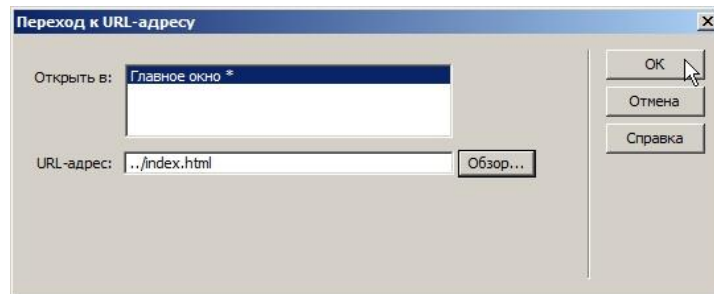 Переход к URL-адресу
Открыть в:
Главное окно *
URL-адрес:
../index.html
Обзор...
OK
Отмена
Справка